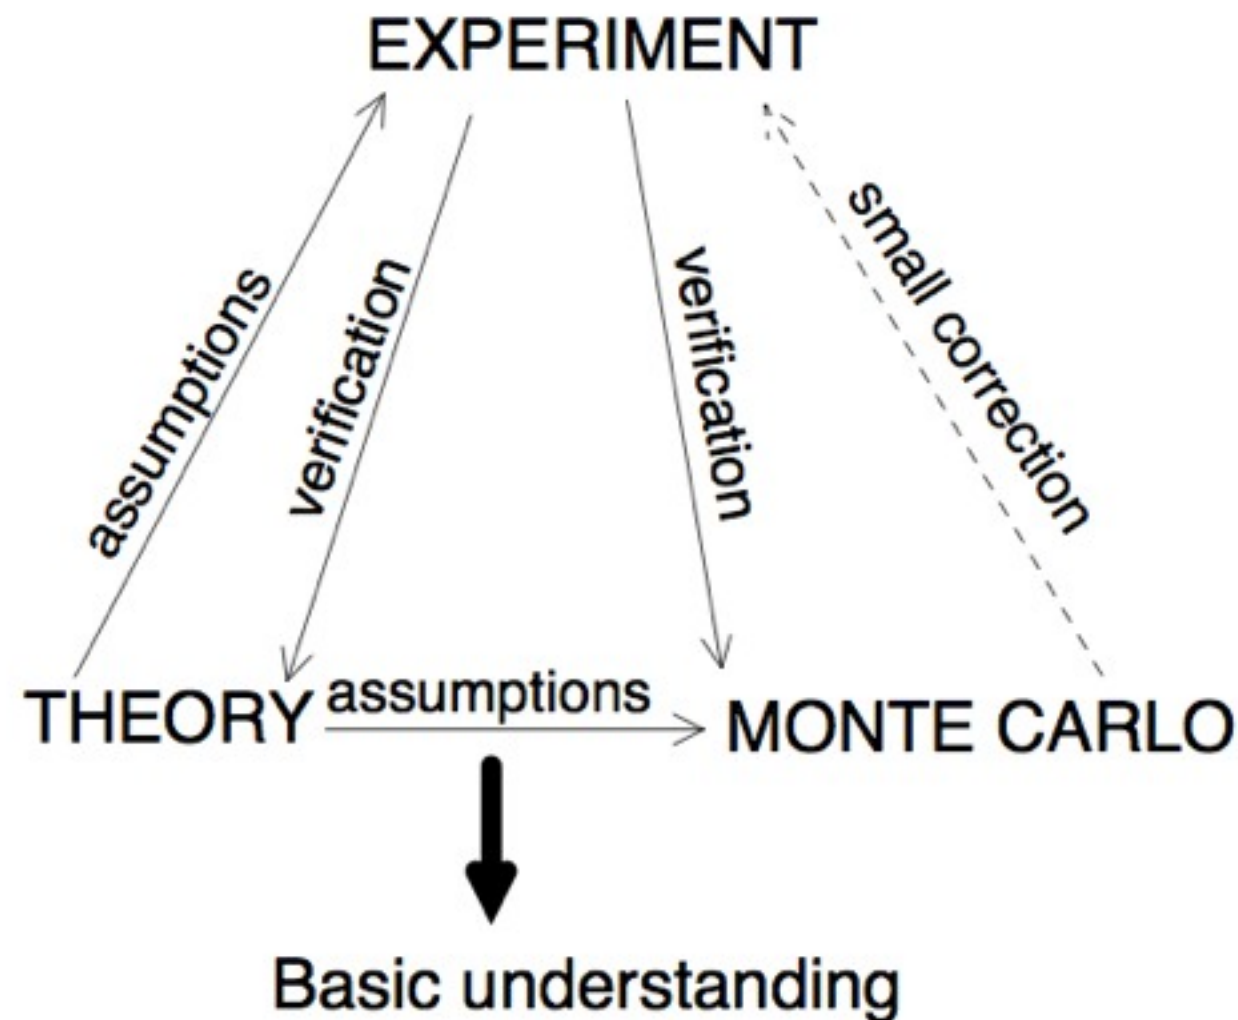 EXPERIMENT
assumptions
verification
verification
small correction
THEORY
assumptions
MONTE CARLO
Basic understanding